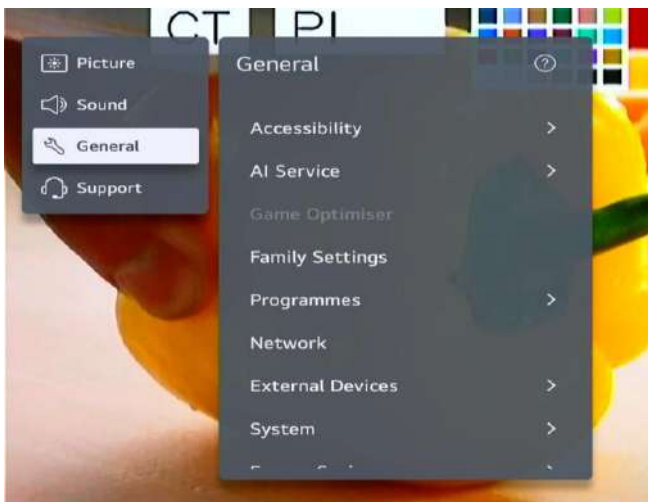 CT PI
Picture
Sound
General
Support
General
?
Accessibility
AI Service
Game Optimiser
Family Settings
Programmes
Network
External Devices
System